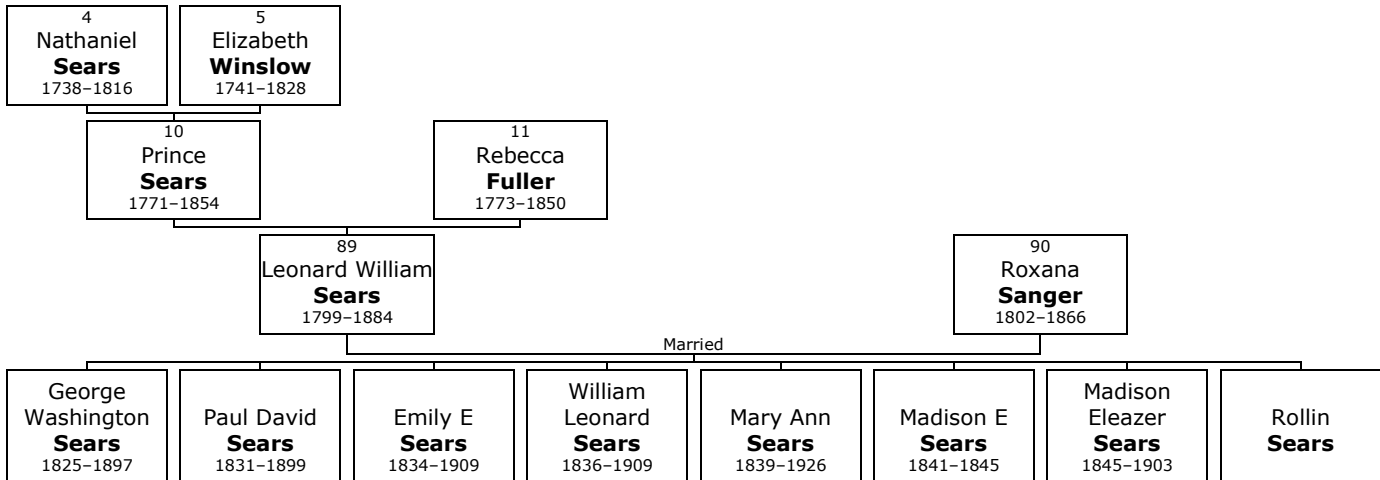 4
Nathaniel
Sears
1738–1816
5
Elizabeth
Winslow
1741–1828
10
Prince
Sears
1771–1854
11
Rebecca
Fuller
1773–1850
89
Leonard William
Sears
1799–1884
90
Roxana
Sanger
1802–1866
Married
George
Washington
Sears
1825–1897
Paul David
Sears
1831–1899
Emily E
Sears
1834–1909
William
Leonard
Sears
1836–1909
Mary Ann
Sears
1839–1926
Madison E
Sears
1841–1845
Madison
Eleazer
Sears
1845–1903
Rollin
Sears